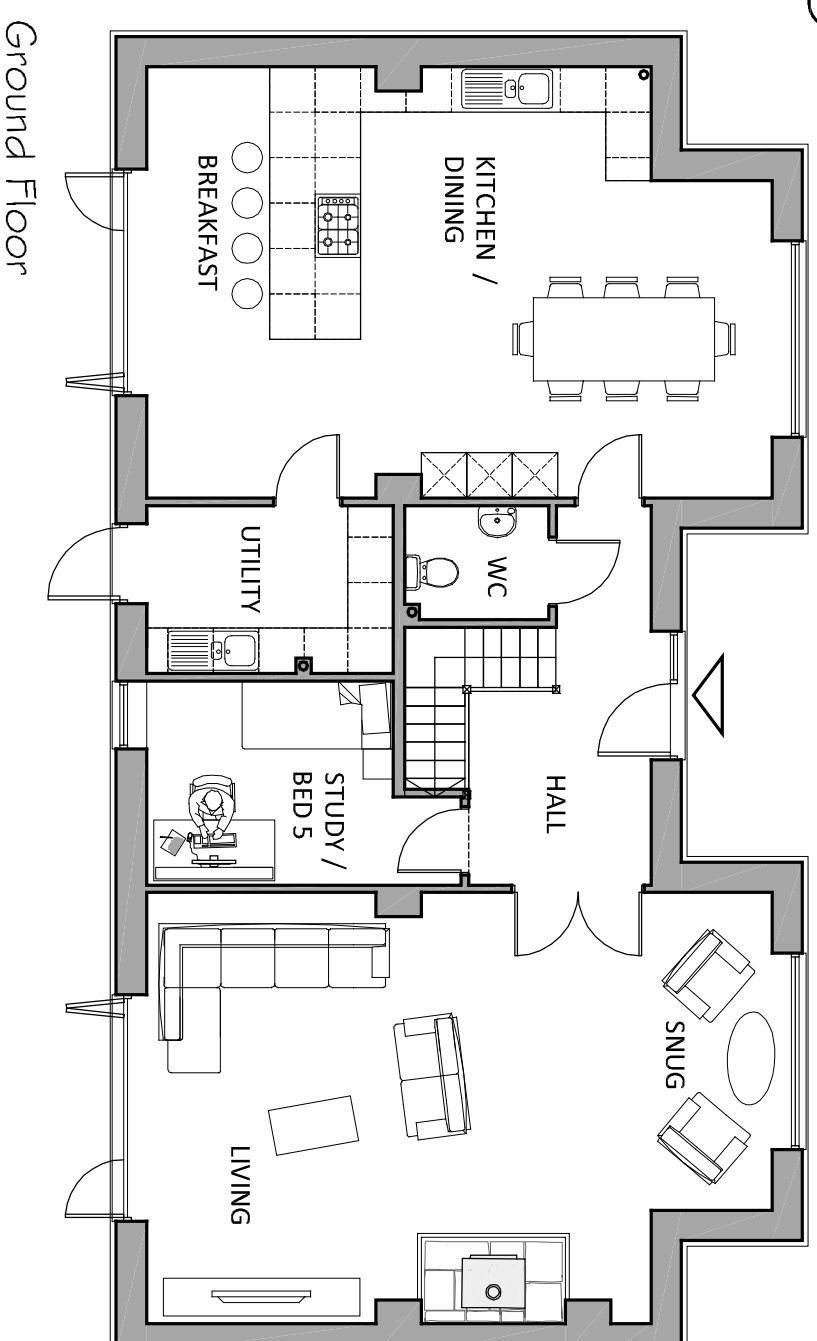 Ground Floor
KITCHEN /
DINING
BREAKFAST
UTILITY
WC
HALL
STUDY /
BED 5
SNUG
LIVING